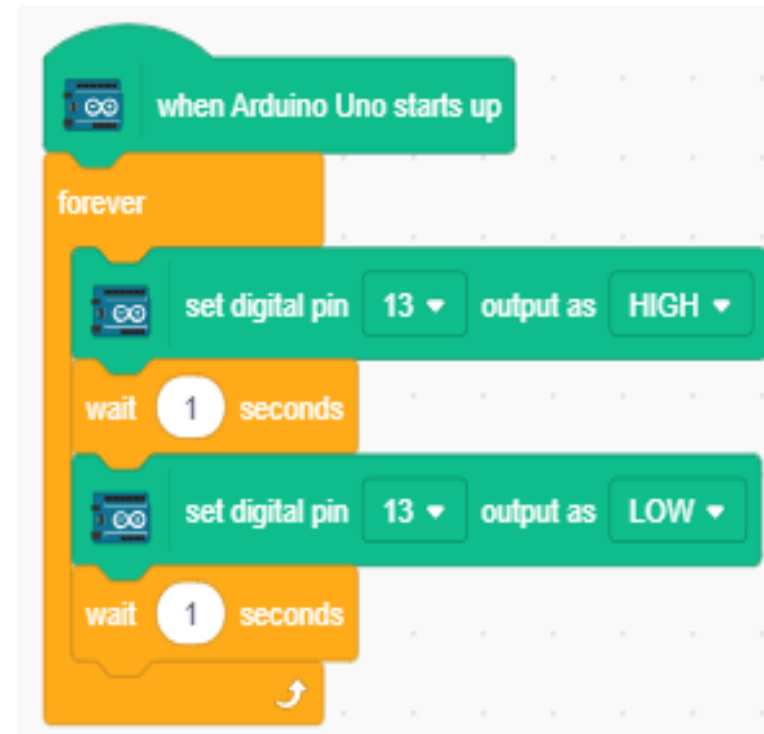 when Arduino Uno starts up
forever
set digital pin 13 output as HIGH
wait 1 seconds
set digital pin 13 output as LOW
wait 1 seconds